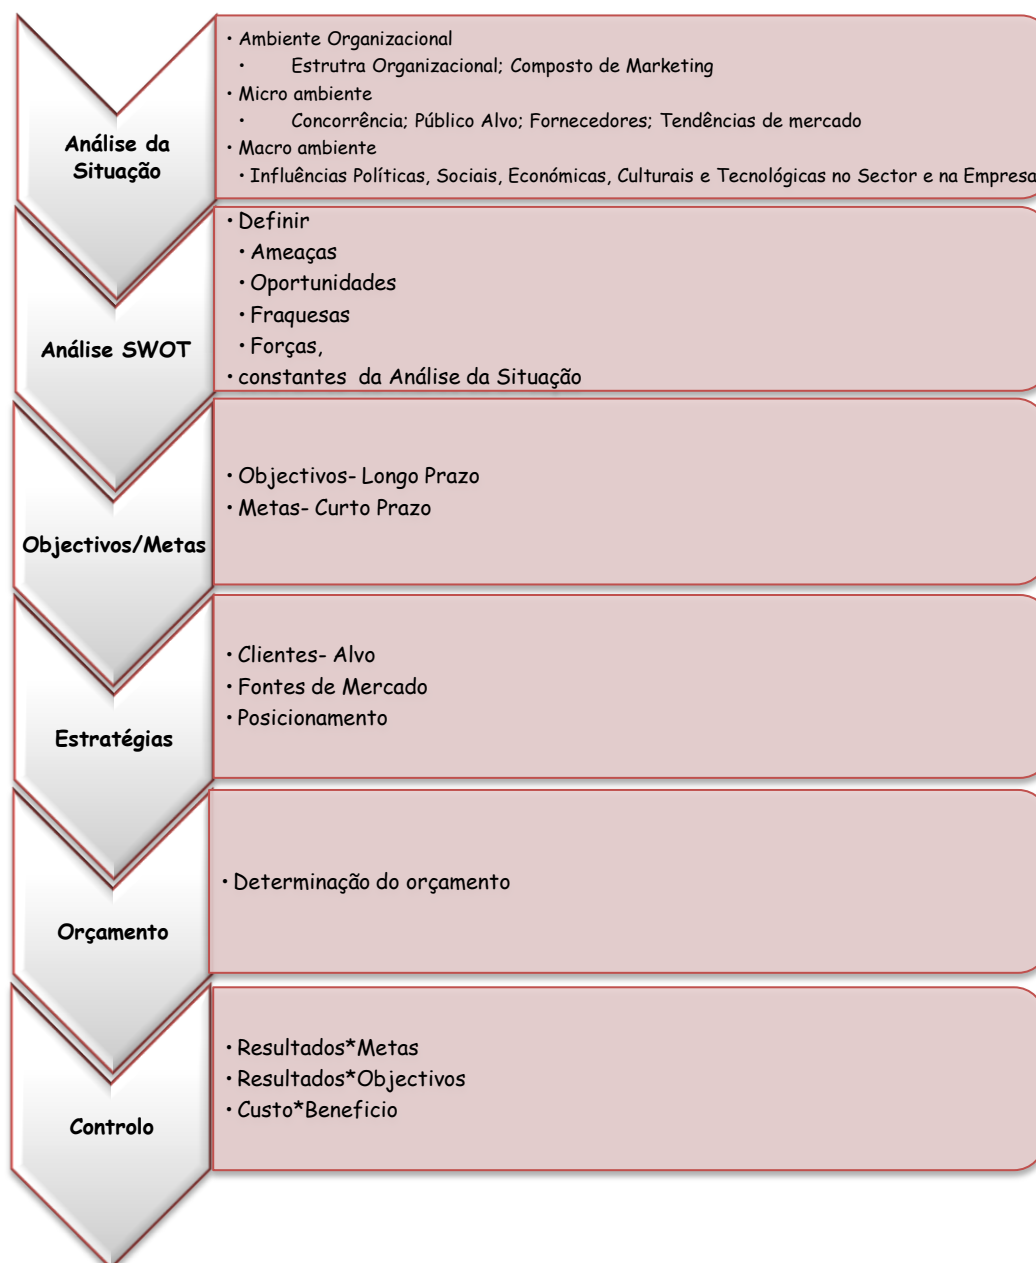 Análise da
Situação
• Ambiente Organizacional
• Estrutra Organizacional; Composto de Marketing
• Micro ambiente
• Concorrência; Público Alvo; Fornecedores; Tendências de mercado
• Macro ambiente
• Influências Políticas, Sociais, Económicas, Culturais e Tecnológicas no Sector e na Empresa
Análise SWOT
• Definir
• Ameaças
• Oportunidades
• Fraquesas
• Forças,
• constantes da Análise da Situação
Objectivos/Metas
• Objectivos- Longo Prazo
• Metas- Curto Prazo
Estratégias
• Clientes- Alvo
• Fontes de Mercado
• Posicionamento
Orçamento
• Determinação do orçamento
Controlo
• Resultados*Metas
• Resultados*Objectivos
• Custo*Beneficio